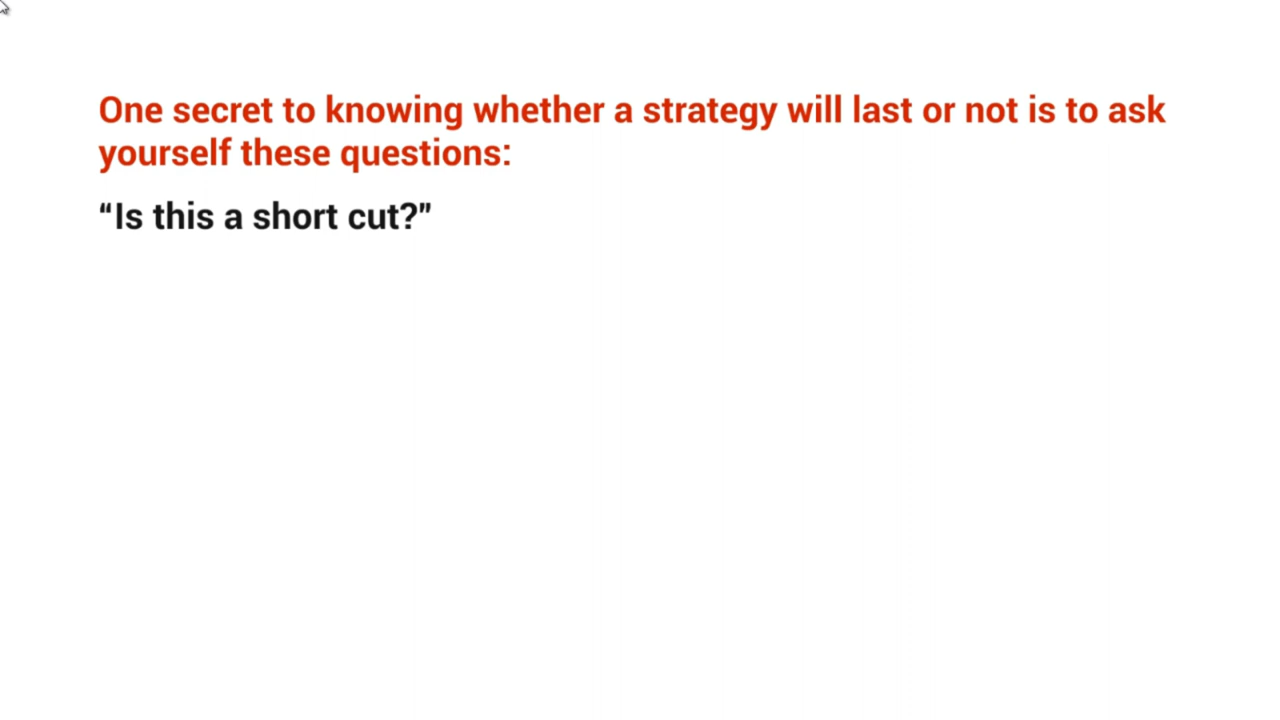 One secret to knowing whether a strategy will last or not is to ask
yourself these questions:
“Is this a short cut?”